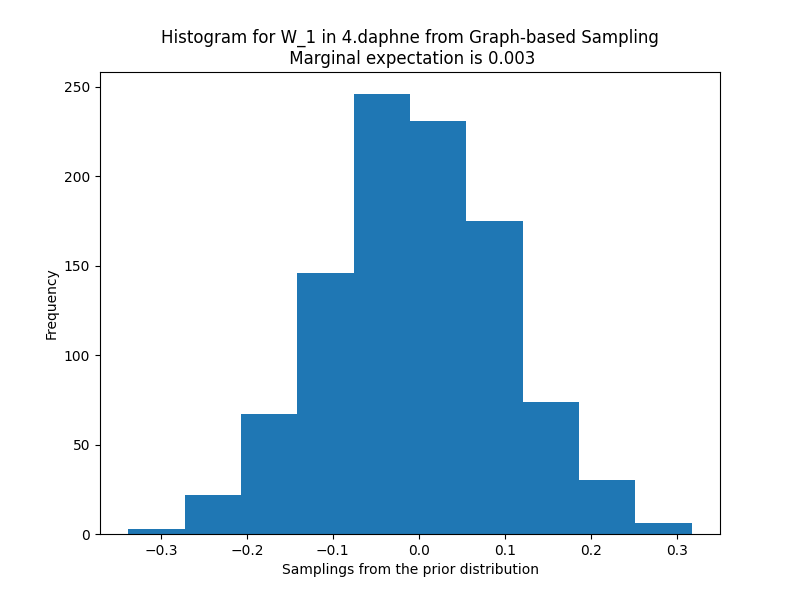 Histogram for W_1 in 4.daphne from Graph-based Sampling
Marginal expectation is 0.003
250
200
150
100
50
0
Frequency
−0.3 −0.2 −0.1 0.0 0.1 0.2 0.3
Samplings from the prior distribution